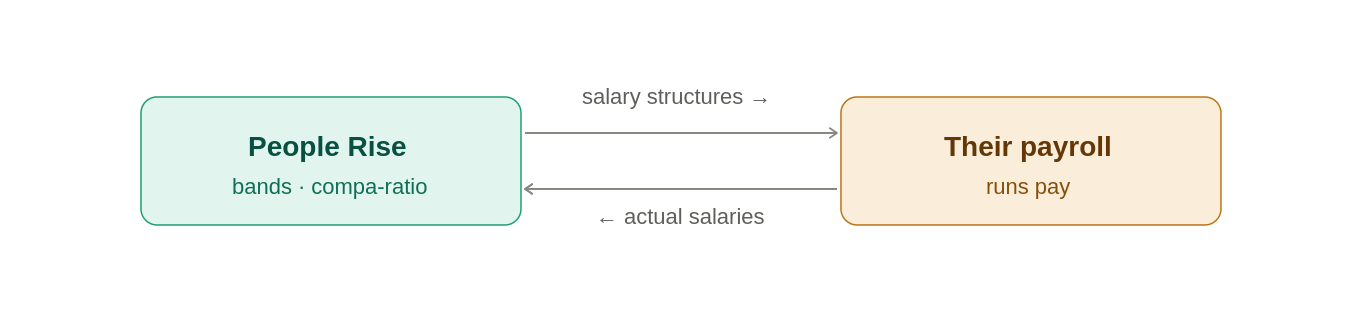 salary structures →
People Rise
bands · compa-ratio
Their payroll
runs pay
← actual salaries